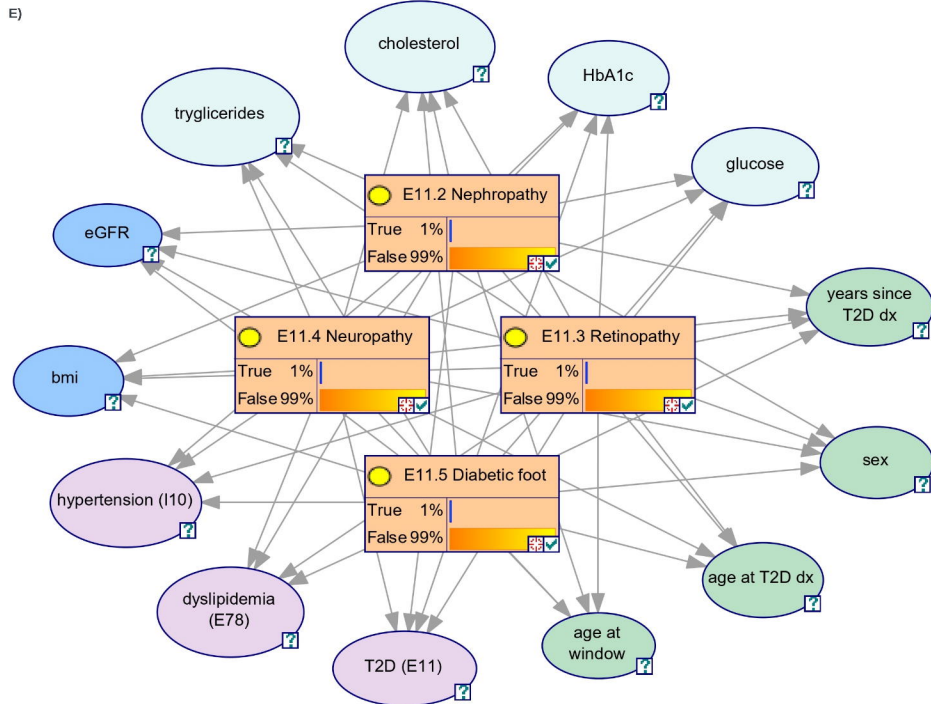 E)
cholesterol
HbA1c
tryglicerides
glucose
E11.2 Nephropathy
True 1%
False 99%
eGFR
years since
T2D dx
E11.4 Neuropathy
True 1%
False 99%
E11.3 Retinopathy
True 1%
False 99%
bmi
sex
E11.5 Diabetic foot
True 1%
False 99%
hypertension (I10)
age at T2D dx
dyslipidemia
(E78)
age at
window
T2D (E11)
?
?
?
?
?
?
?
?
?
?
?
?
?